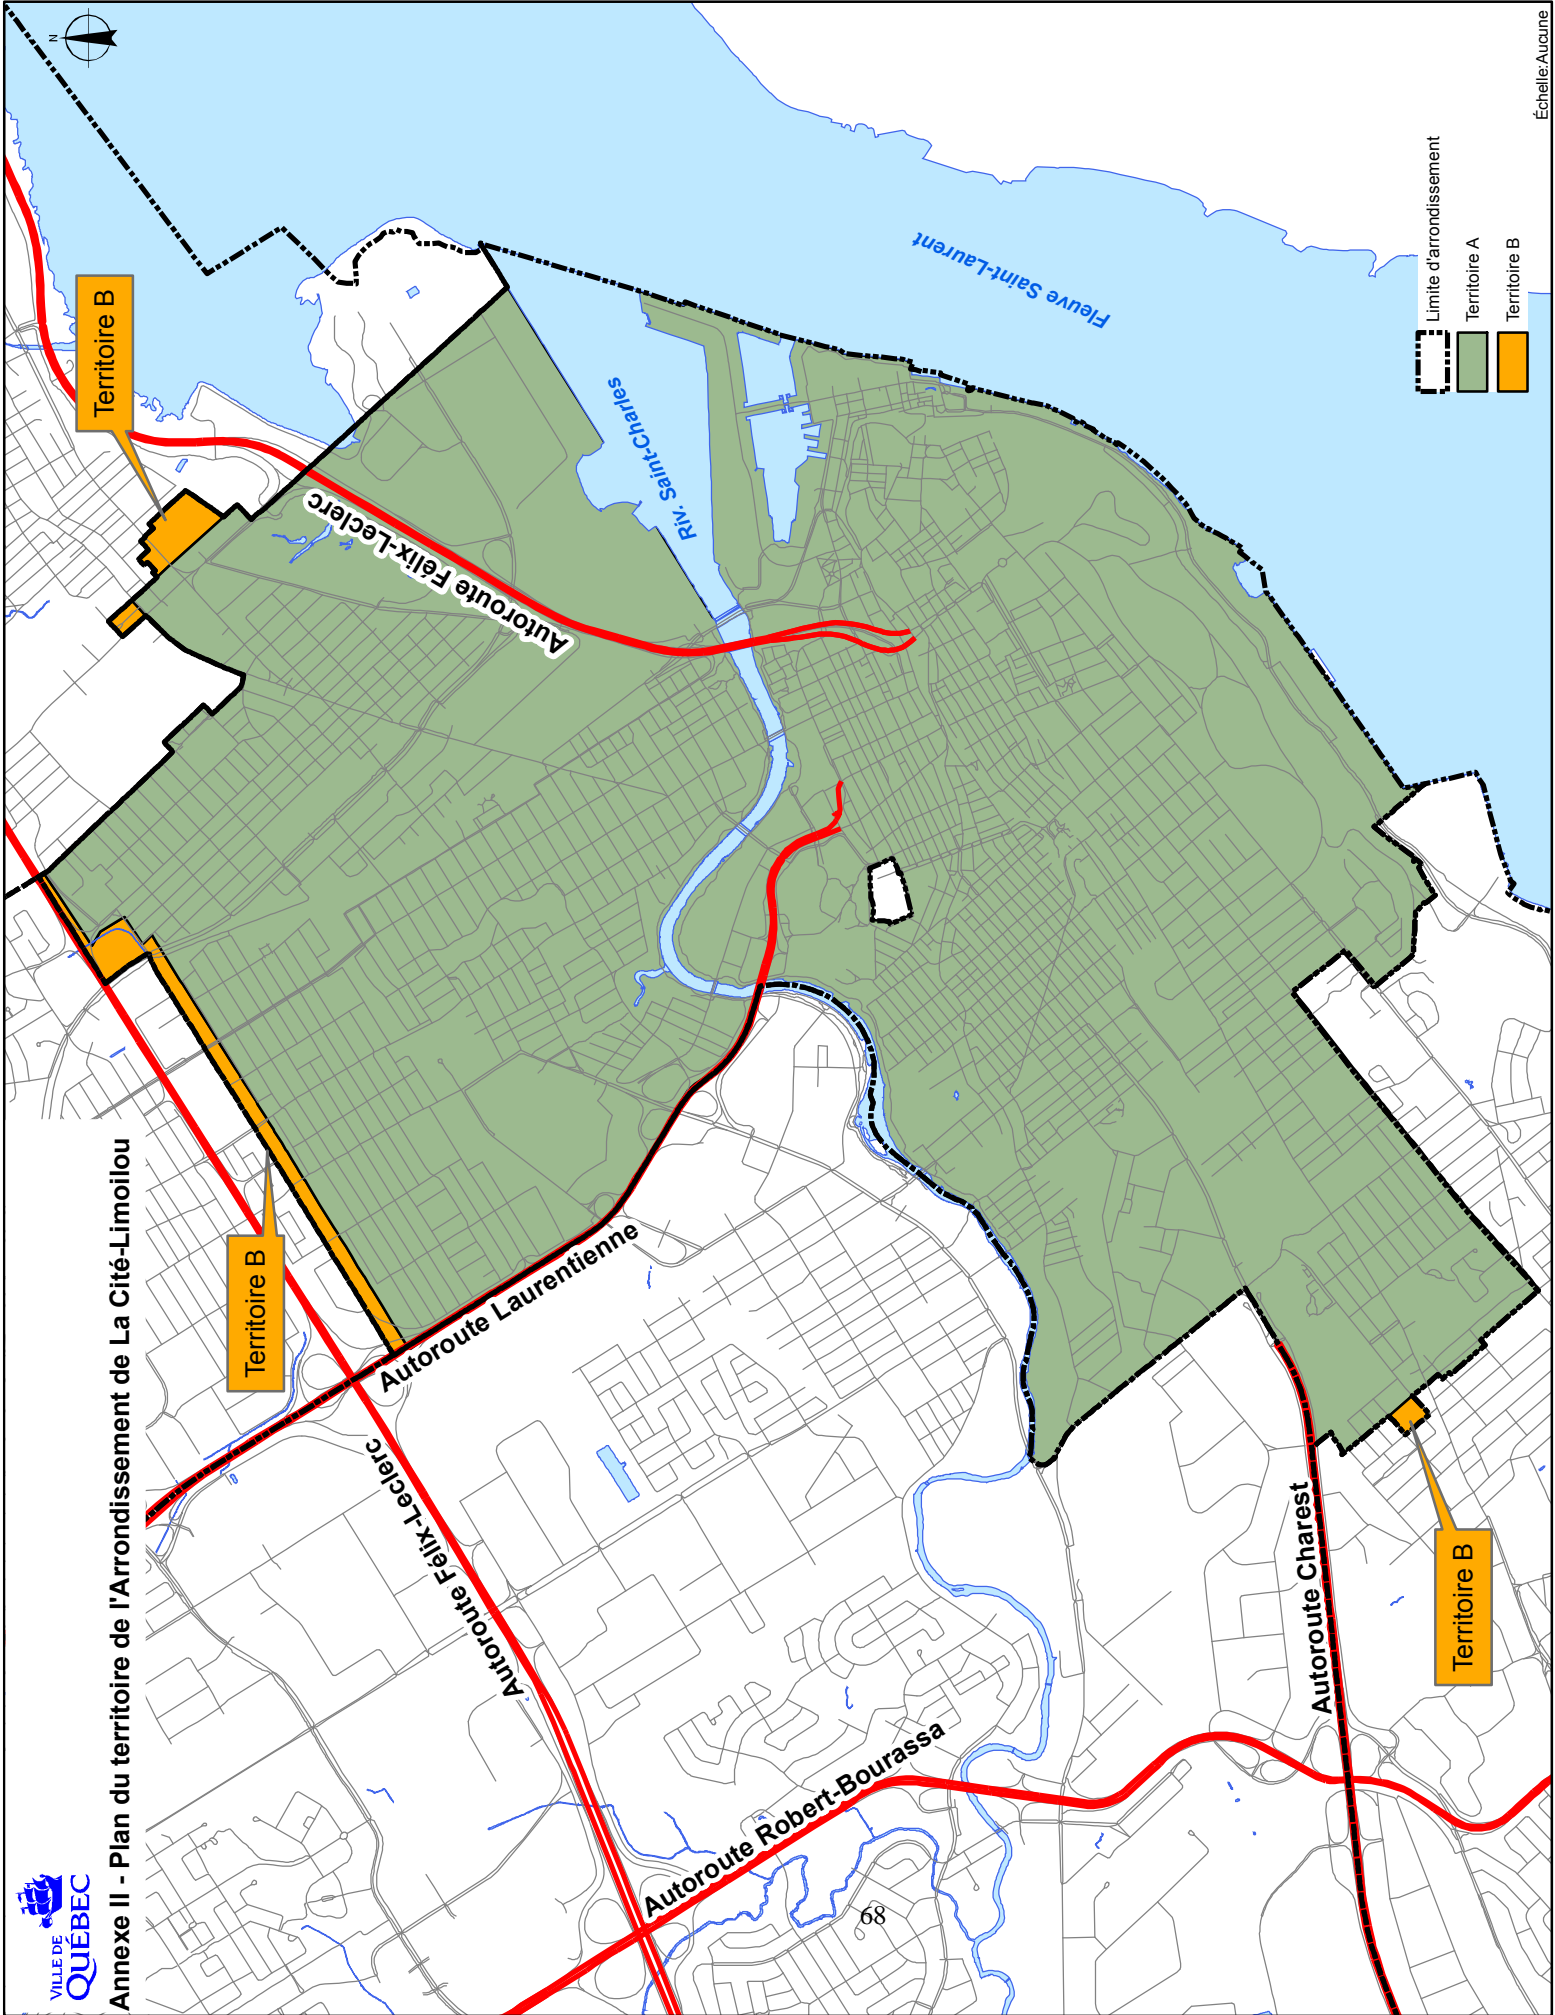 VILLE DE
QUÉBEC
Annexe II - Plan du territoire de l'Arrondissement de La Cité-Limoilou
N
Territoire B
Territoire B
Autoroute Félix-Leclerc
Autoroute Laurentienne
Autoroute Félix-Leclerc
Riv. Saint-Charles
Fleuve Saint-Laurent
Autoroute Robert-Bourassa
Autoroute Charest
Territoire B
Limite d'arrondissement
Territoire A
Territoire B
Échelle:Aucune
68